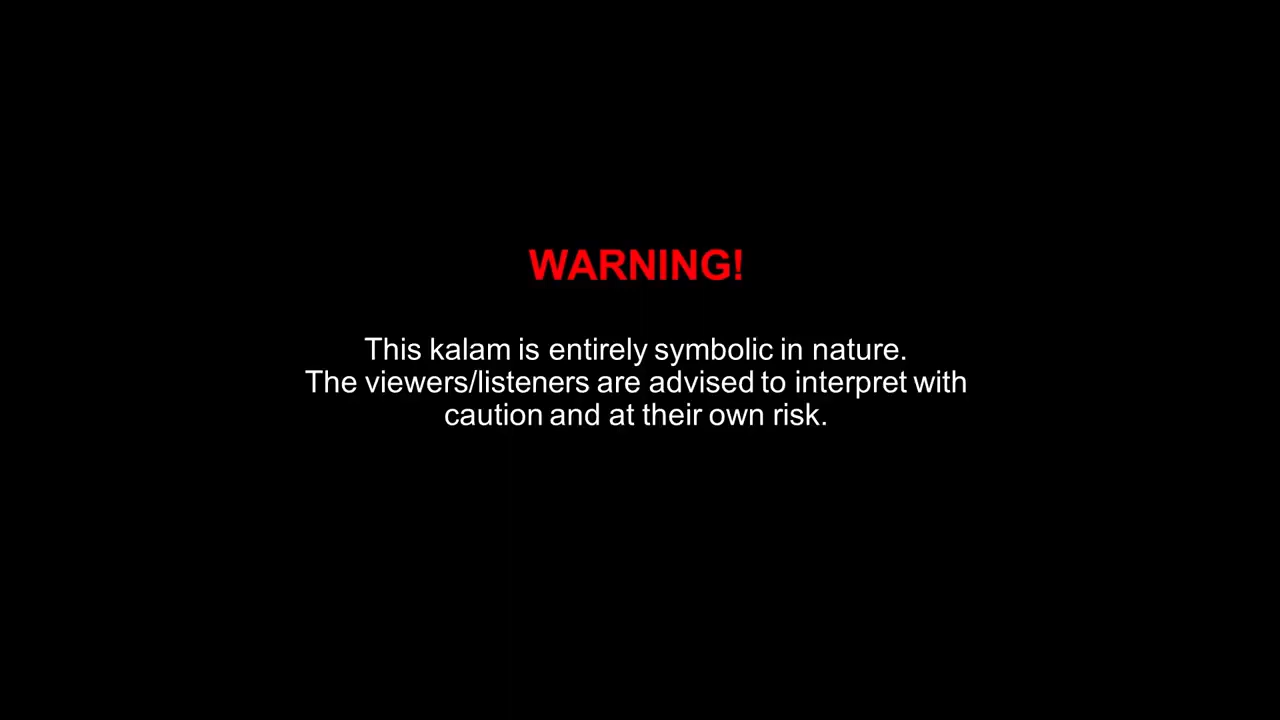 WARNING!
This kalam is entirely symbolic in nature.
The viewers/listeners are advised to interpret with
caution and at their own risk.